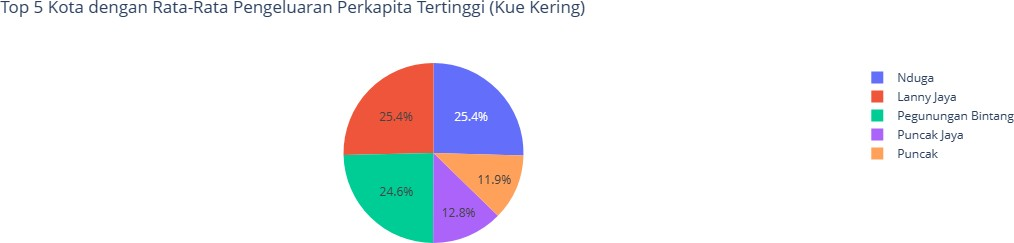 Top 5 Kota dengan Rata-Rata Pengeluaran Perkapita Tertinggi (Kue Kering)
25.4%
25.4%
24.6%
11.9%
12.8%
Nduga
Lanny Jaya
Pegunungan Bintang
Puncak Jaya
Puncak